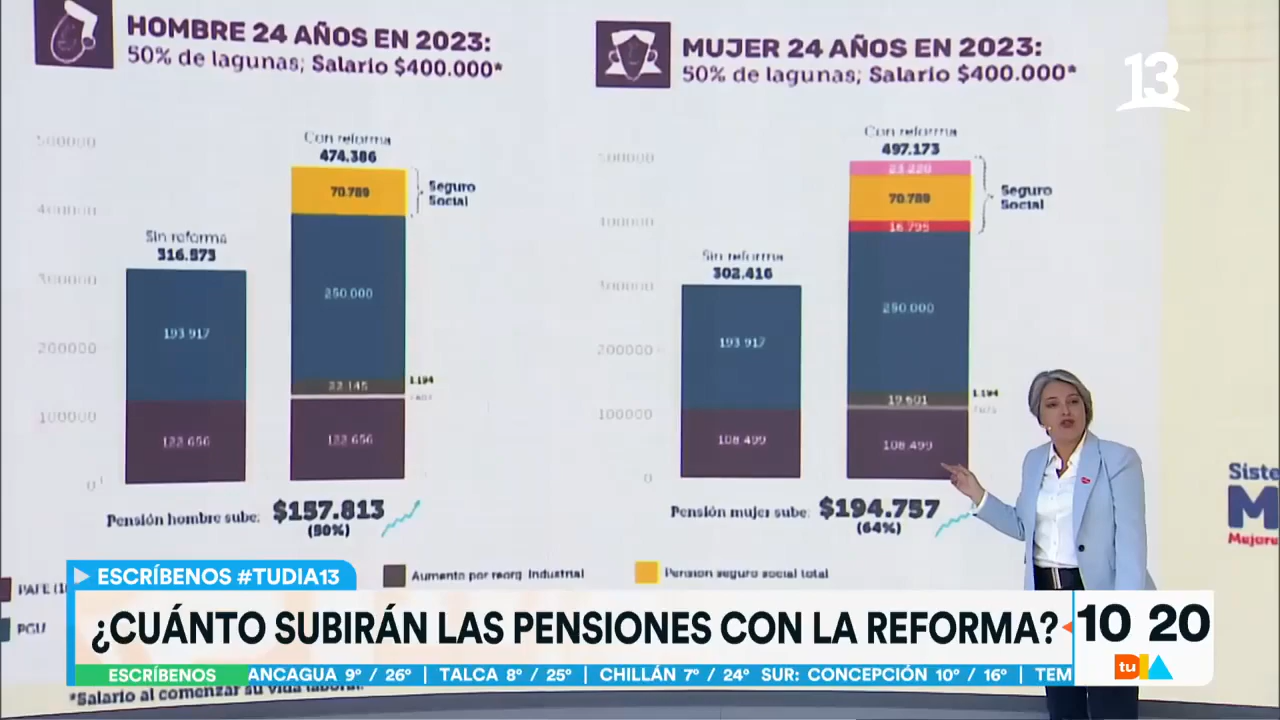 HOMBRE 24 AÑOS EN 2023:
50% de lagunas; Salario $400.000*
500000
400000
300000
200000
100000
0
Sin reforma
316.573
193.917
122.656
Con reforma
474.386
70.789
Seguro
Social
250.000
22.145
1.194
122.656
Pensión hombre sube:
$157.813
(50%)
MUJER 24 AÑOS EN 2023:
50% de lagunas; Salario $400.000*
500000
400000
300000
200000
100000
0
Sin reforma
302.416
193.917
108.499
Con reforma
497.173
23.220
70.789
16.795
Seguro
Social
250.000
19.601
1.194
108.499
Pensión mujer sube:
$194.757
(64%)
13
Siste
M
Mejore
PGU
Aumento por reorg. Industrial
Pensión seguro social total
ESCRÍBENOS #TUDIA13
¿CUÁNTO SUBIRÁN LAS PENSIONES CON LA REFORMA?
10 20
tu DIA
ESCRÍBENOS
ANCAGUA 9° / 26° | TALCA 8° / 25° | CHILLÁN 7° / 24° SUR: CONCEPCIÓN 10° / 16° | TEM
*Salario al comenzar su vida laboral.